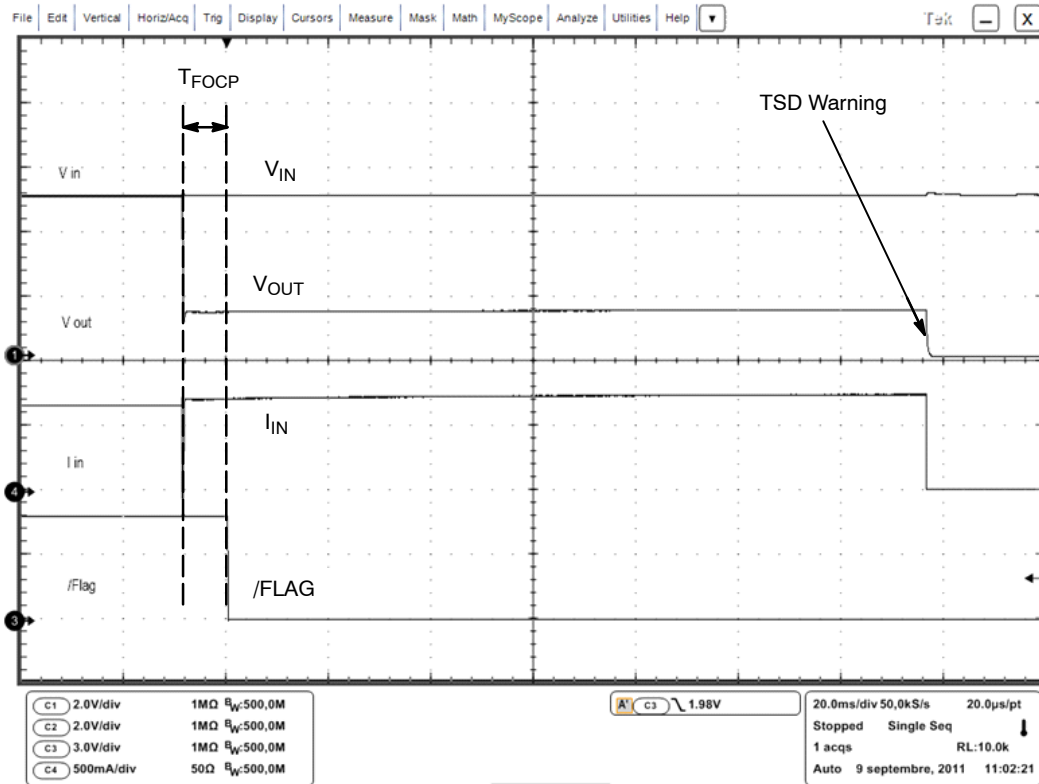 File Edit Vertical Horiz/Acq Trig Display Cursors Measure Mask Math MyScope Analyze Utilities Help Tek X
TFOCP
TSD Warning
V in
VIN
VOUT
V out
1
IIN
I in
4
/Flag
/FLAG
3
C1 2.0V/div 1MΩ BW:500,0M
C2 2.0V/div 1MΩ BW:500,0M
C3 3.0V/div 1MΩ BW:500,0M
C4 500mA/div 50Ω BW:500,0M
A' C3 1.98V
20.0ms/div 50,0kS/s 20.0µs/pt
Stopped Single Seq
1 acqs RL:10.0k
Auto 9 septembre, 2011 11:02:21